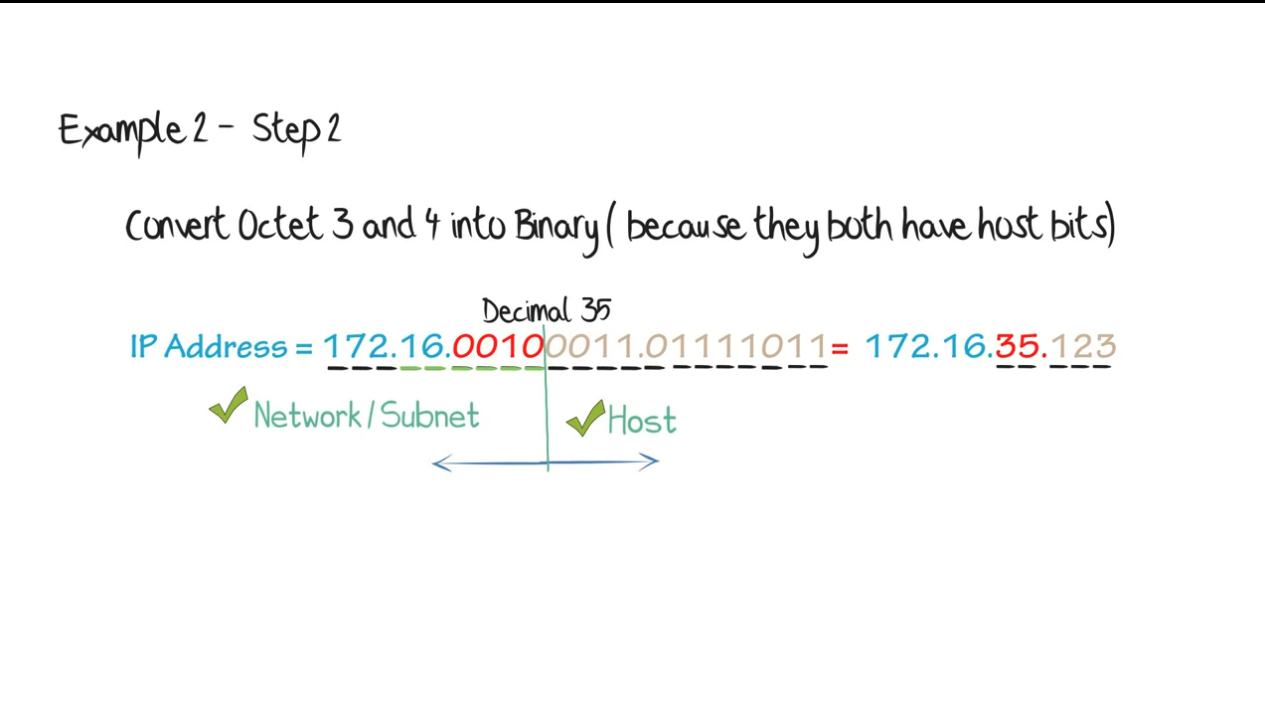 Example 2 - Step 2
Convert Octet 3 and 4 into Binary ( because they both have host bits)
Decimal 35
IP Address = 172.16.00100011.01111011 = 172.16.35.123
Network/Subnet
Host